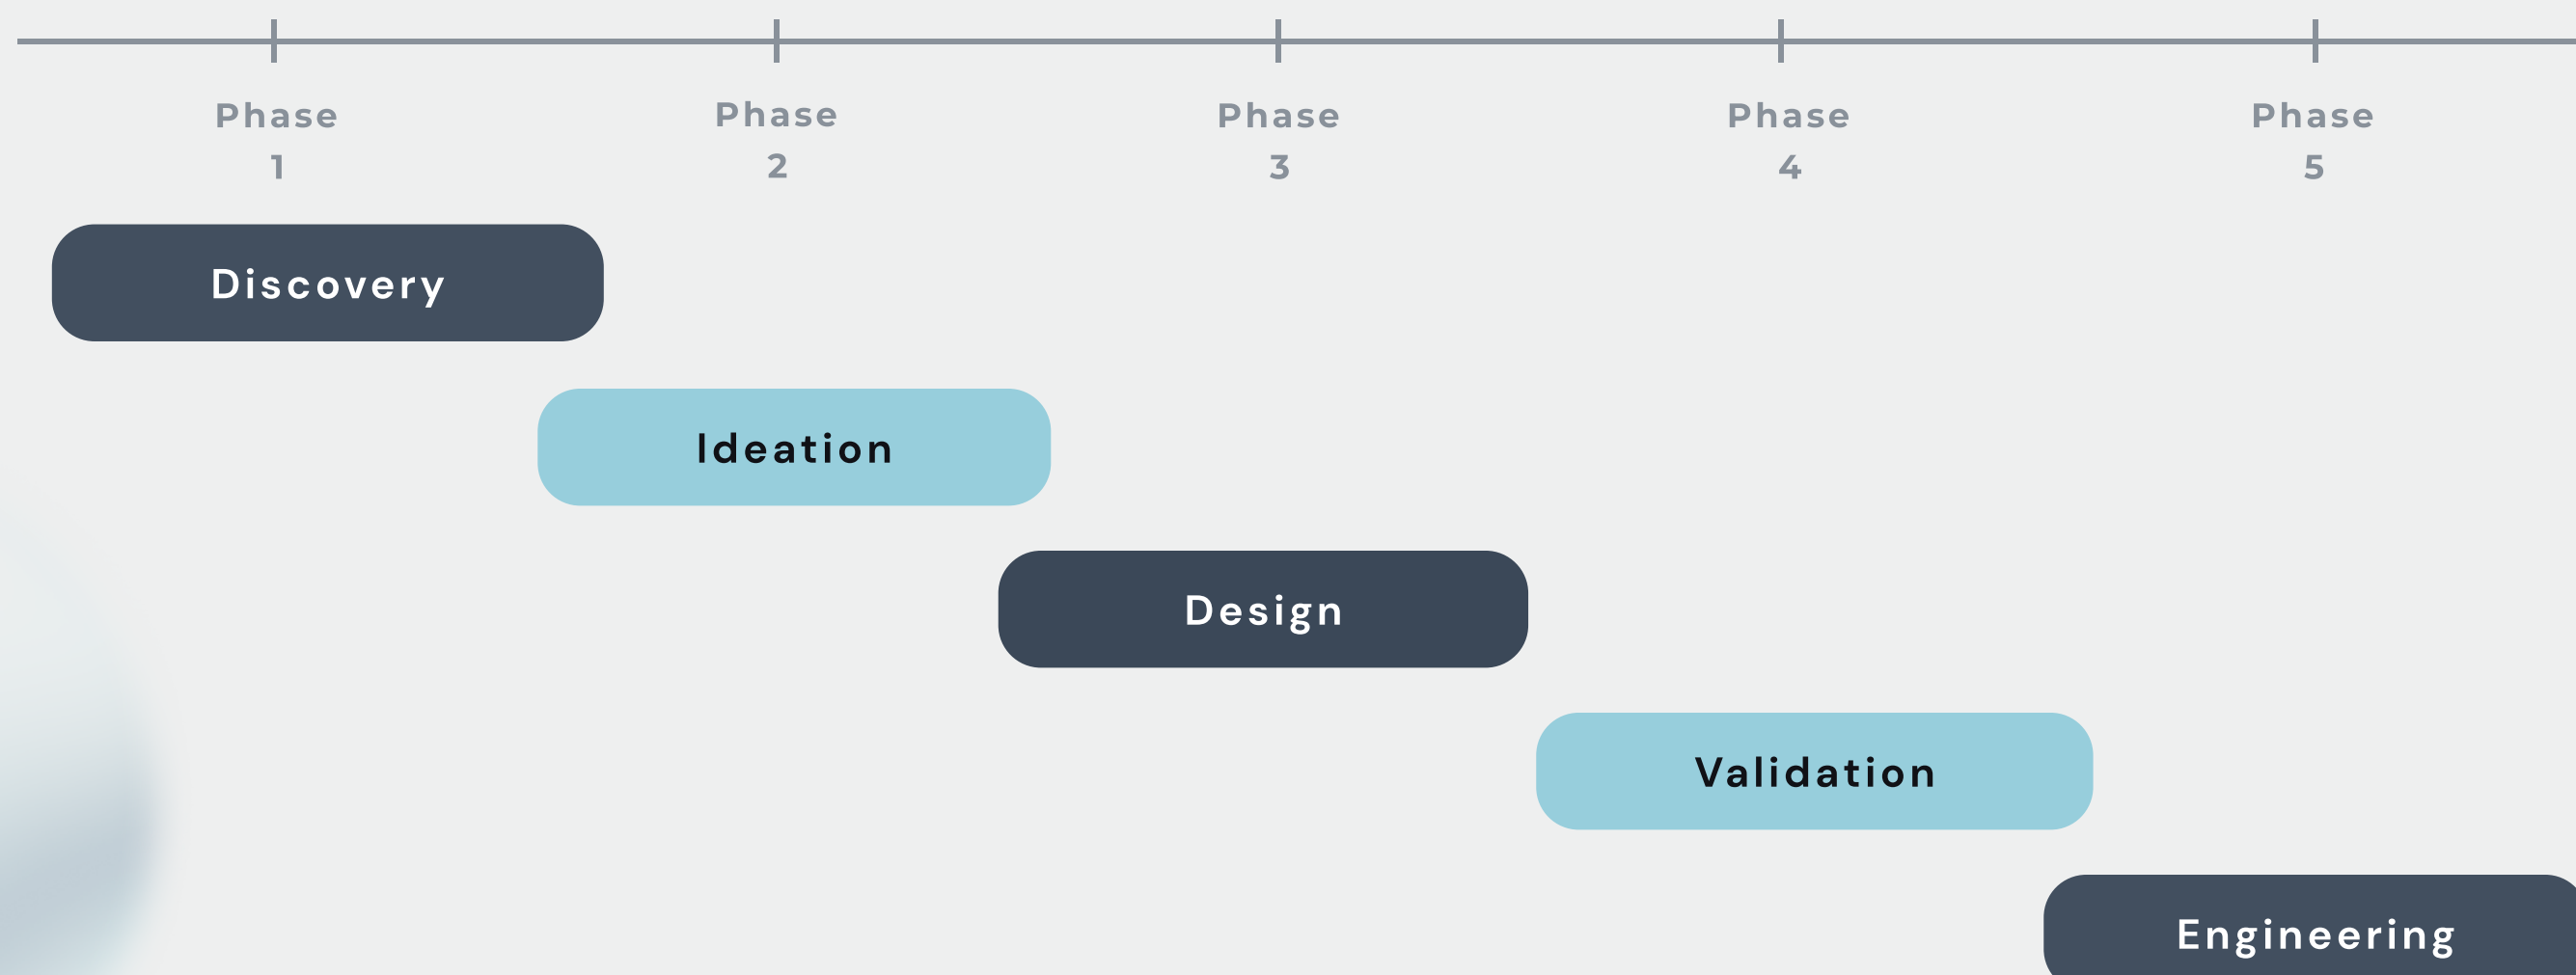 Phase
1
Phase
2
Phase
3
Phase
4
Phase
5
Discovery
Ideation
Design
Validation
Engineering